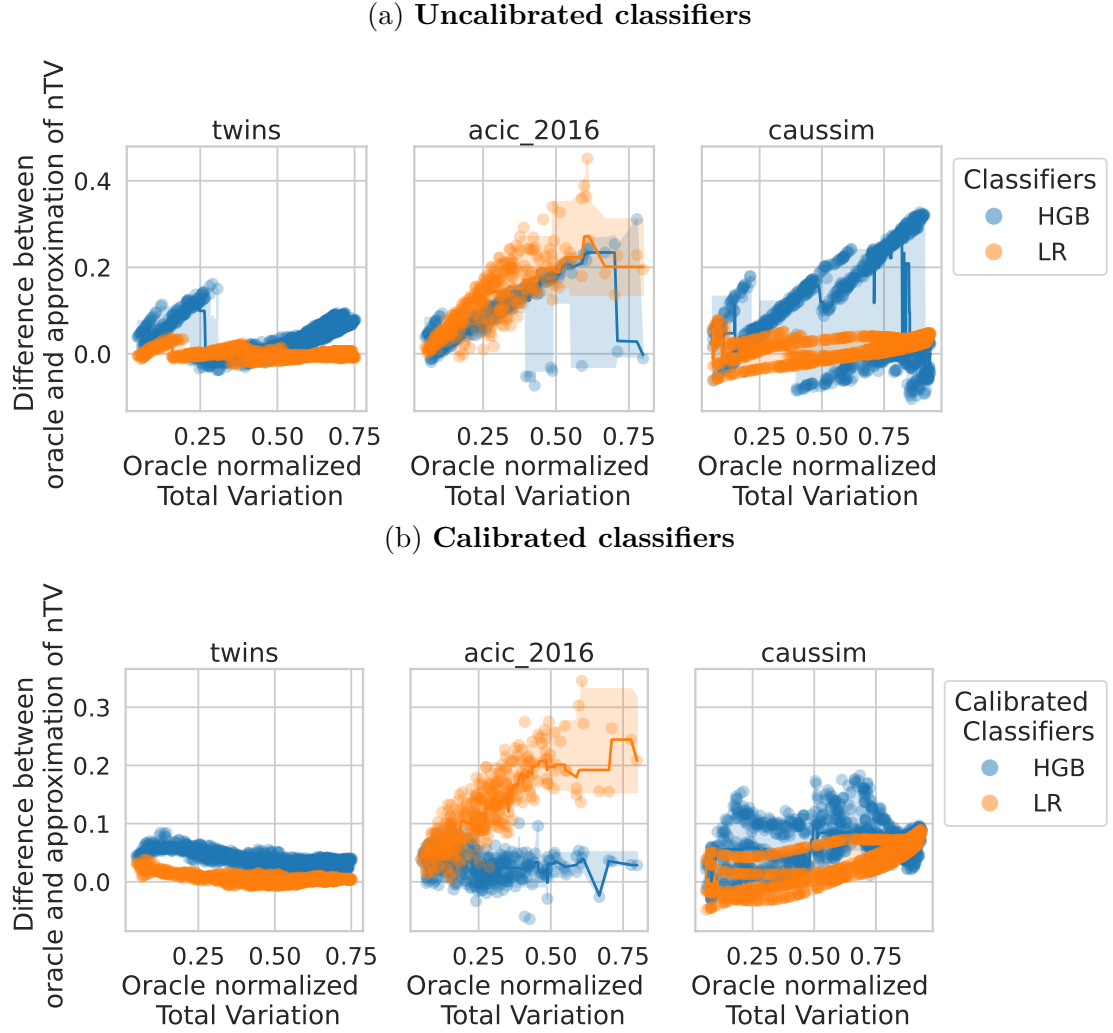 (a) Uncalibrated classifiers
Difference between
oracle and approximation of nTV
twins
acic_2016
caussim
0.4
0.2
0.0
0.25 0.50 0.75
0.25 0.50 0.75
0.25 0.50 0.75
Oracle normalized
Total Variation
Oracle normalized
Total Variation
Oracle normalized
Total Variation
Classifiers
HGB
LR
(b) Calibrated classifiers
Difference between
oracle and approximation of nTV
twins
acic_2016
caussim
0.3
0.2
0.1
0.0
0.25 0.50 0.75
0.25 0.50 0.75
0.25 0.50 0.75
Oracle normalized
Total Variation
Oracle normalized
Total Variation
Oracle normalized
Total Variation
Calibrated
Classifiers
HGB
LR